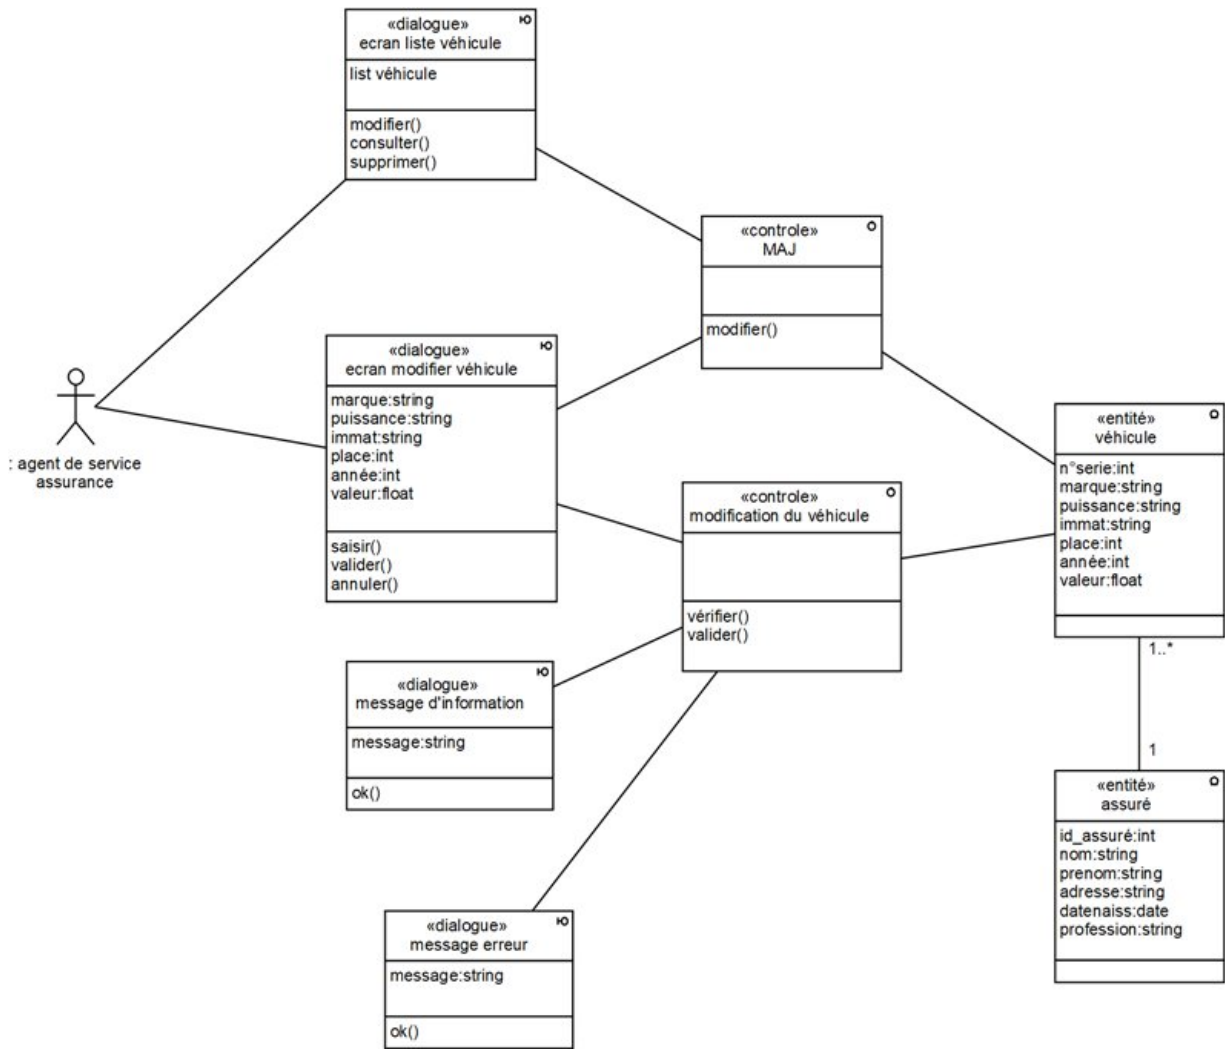 «dialogue»
ecran liste véhicule
list véhicule
modifier()
consulter()
supprimer()
«controle»
MAJ
modifier()
«dialogue»
ecran modifier véhicule
marque:string
puissance:string
immat:string
place:int
année:int
valeur:float
saisir()
valider()
annuler()
: agent de service
assurance
«entité»
véhicule
n°serie:int
marque:string
puissance:string
immat:string
place:int
année:int
valeur:float
«controle»
modification du véhicule
vérifier()
valider()
1..*
1
«dialogue»
message d'information
message:string
ok()
«entité»
assuré
id_assuré:int
nom:string
prenom:string
adresse:string
datenaiss:date
profession:string
«dialogue»
message erreur
message:string
ok()